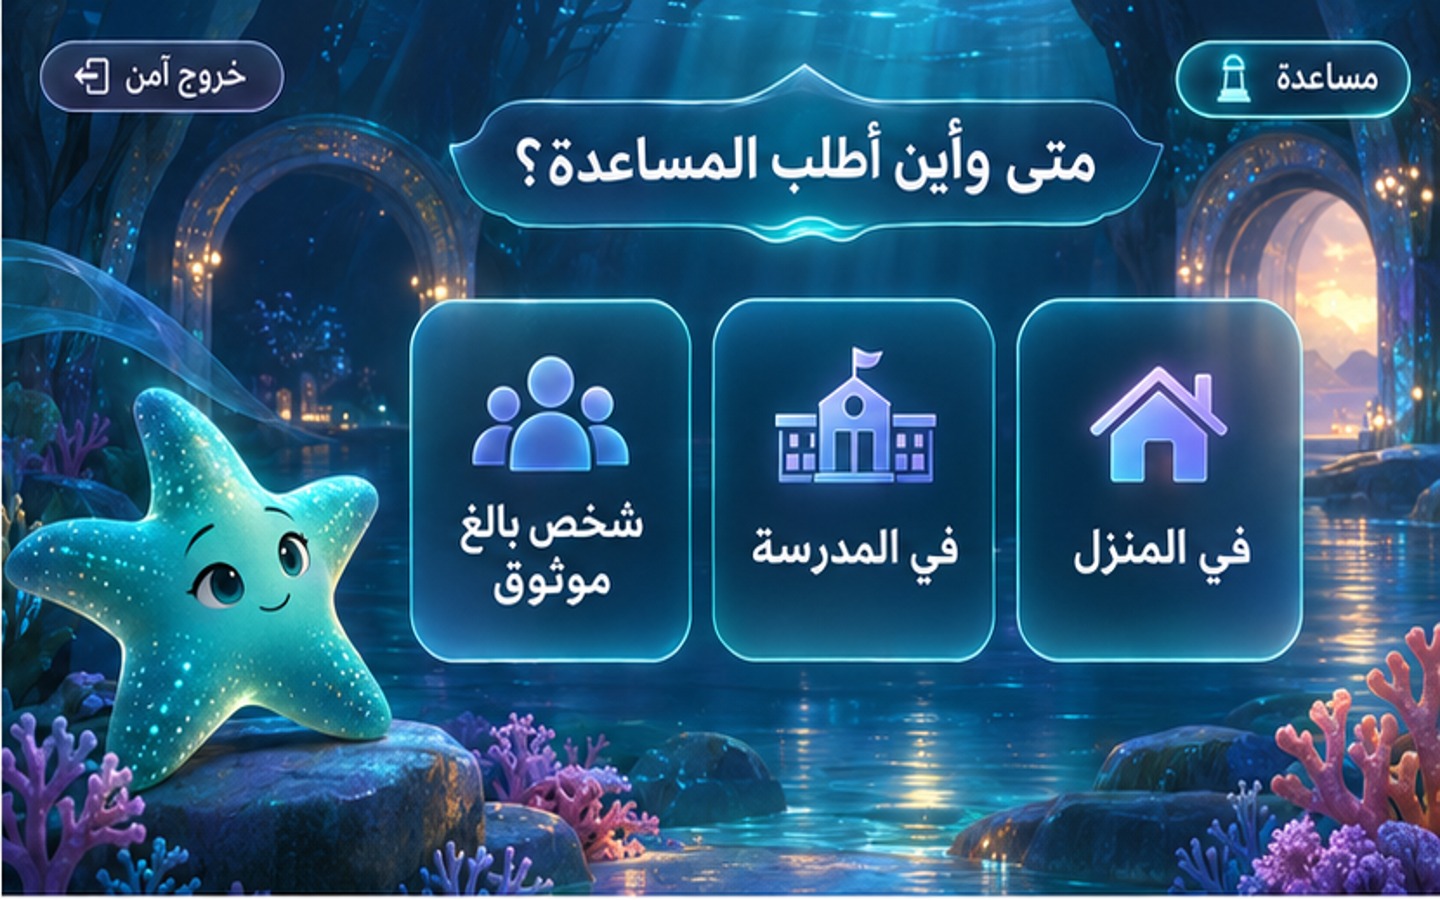 مساعدة
خروج آمن
متى وأين أطلب المساعدة؟
في المنزل
في المدرسة
شخص بالغ
موثوق